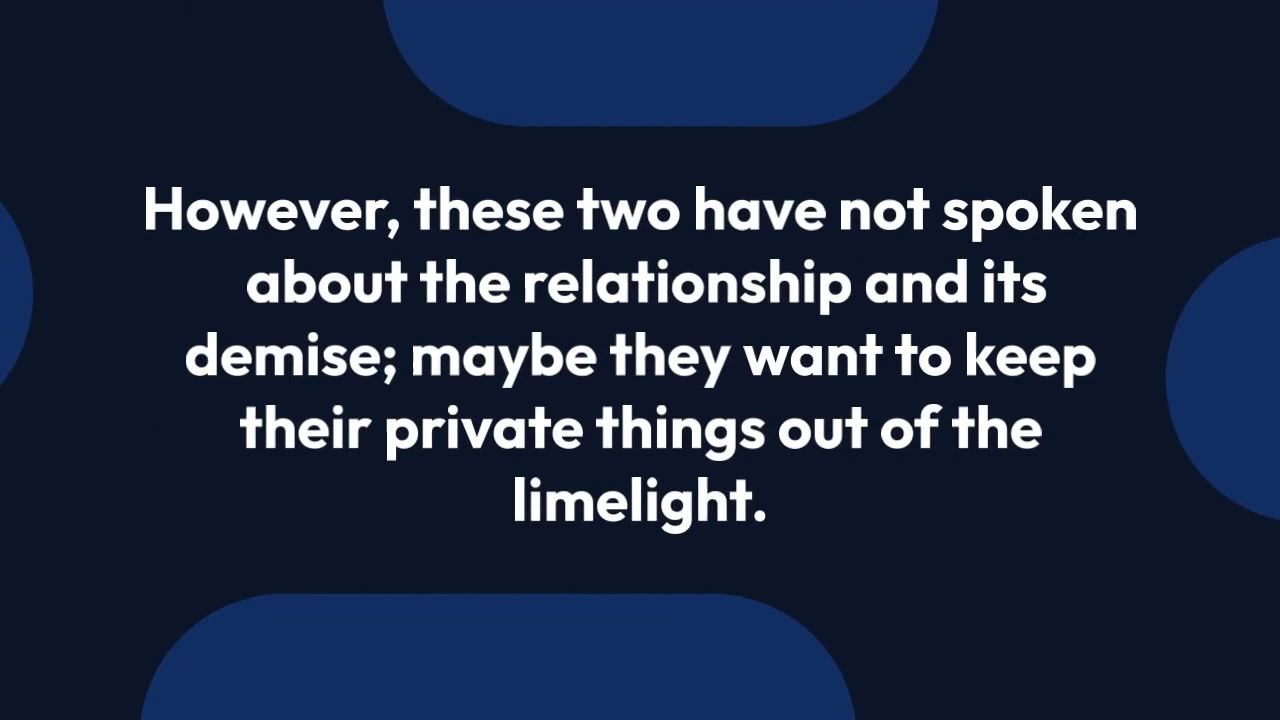 However, these two have not spoken
about the relationship and its
demise; maybe they want to keep
their private things out of the
limelight.